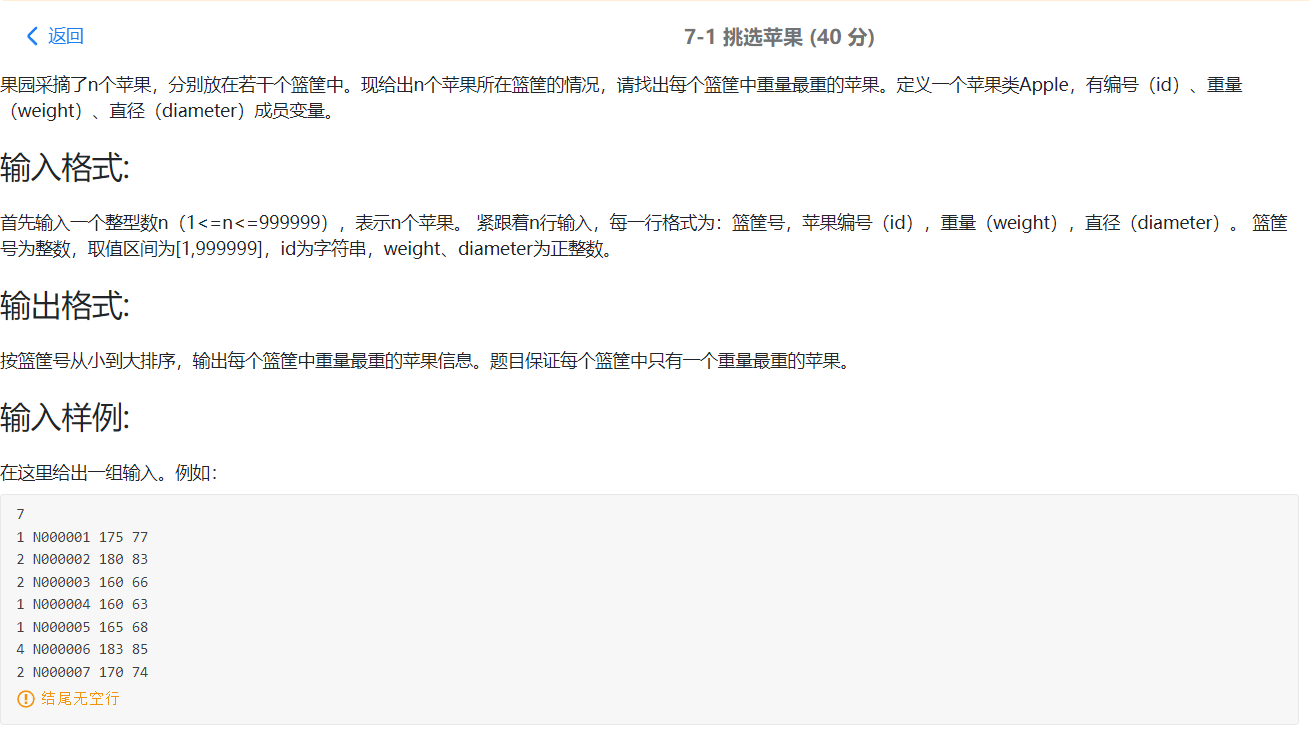 返回
7-1 挑选苹果 (40 分)
果园采摘了n个苹果，分别放在若干个篮筐中。现给出n个苹果所在篮筐的情况，请找出每个篮筐中重量最重的苹果。定义一个苹果类Apple，有编号（id）、重量
（weight）、直径（diameter）成员变量。
输入格式:
首先输入一个整型数n（1<=n<=999999），表示n个苹果。 紧跟着n行输入，每一行格式为：篮筐号，苹果编号（id），重量（weight）, 直径（diameter）。 篮筐
号为整数，取值区间为[1,999999]，id为字符串，weight、diameter为正整数。
输出格式:
按篮筐号从小到大排序，输出每个篮筐中重量最重的苹果信息。题目保证每个篮筐中只有一个重量最重的苹果。
输入样例:
在这里给出一组输入。例如：
7
1 N000001 175 77
2 N000002 180 83
2 N000003 160 66
1 N000004 160 63
1 N000005 165 68
4 N000006 183 85
2 N000007 170 74
结尾无空行